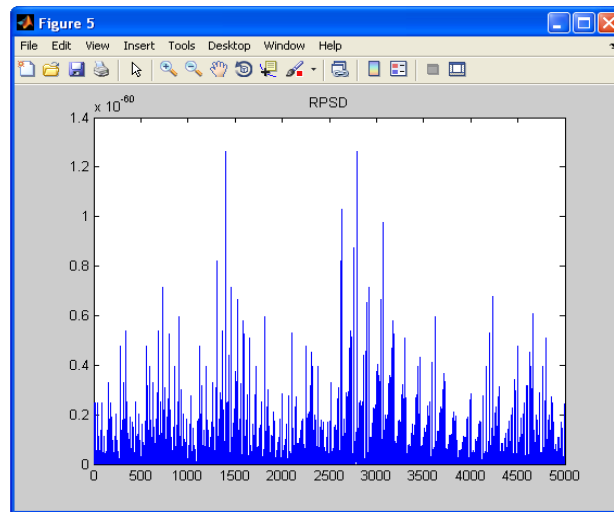 Figure 5
File Edit View Insert Tools Desktop Window Help
x 10^-60
RPSD
1.4
1.2
1
0.8
0.6
0.4
0.2
0
0 500 1000 1500 2000 2500 3000 3500 4000 4500 5000